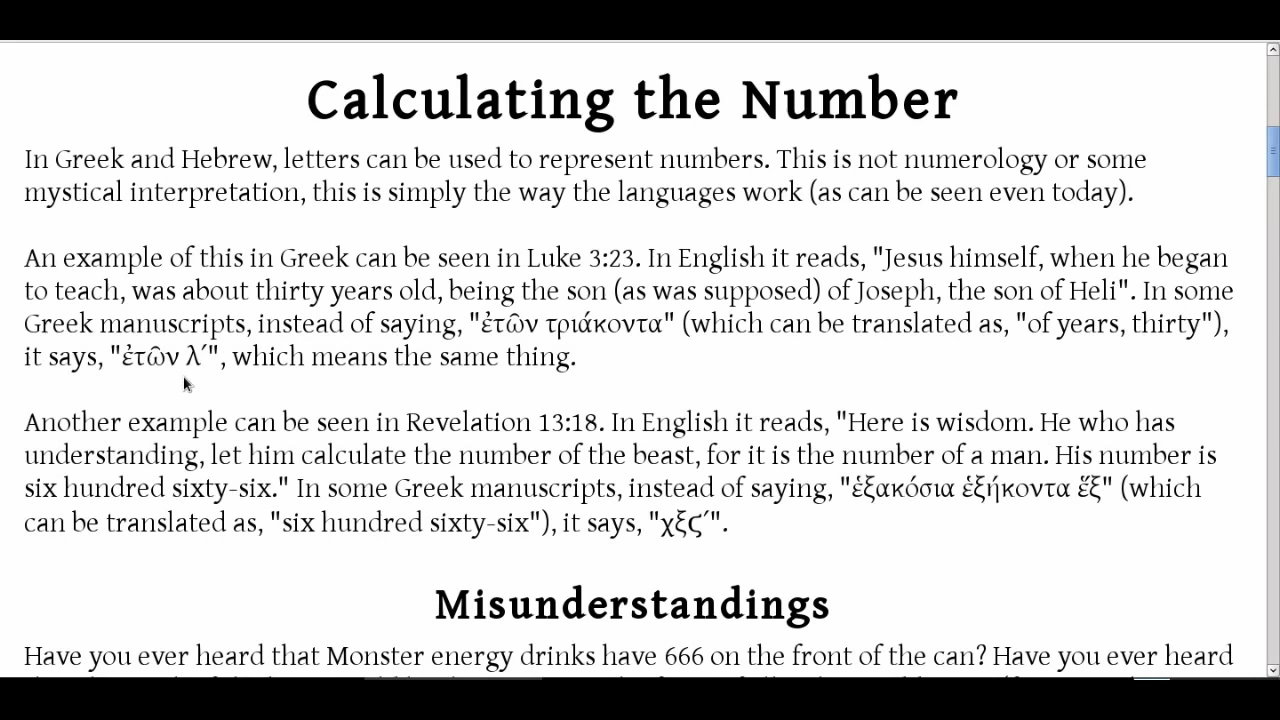 Calculating the Number
In Greek and Hebrew, letters can be used to represent numbers. This is not numerology or some
mystical interpretation, this is simply the way the languages work (as can be seen even today).
An example of this in Greek can be seen in Luke 3:23. In English it reads, "Jesus himself, when he began
to teach, was about thirty years old, being the son (as was supposed) of Joseph, the son of Heli". In some
Greek manuscripts, instead of saying, "ἐτῶν τριάκοντα" (which can be translated as, "of years, thirty"),
it says, "ἐτῶν λ´", which means the same thing.
Another example can be seen in Revelation 13:18. In English it reads, "Here is wisdom. He who has
understanding, let him calculate the number of the beast, for it is the number of a man. His number is
six hundred sixty-six." In some Greek manuscripts, instead of saying, "ἑξακόσια ἑξήκοντα ἕξ" (which
can be translated as, "six hundred sixty-six"), it says, "χξϛ´".
Misunderstandings
Have you ever heard that Monster energy drinks have 666 on the front of the can? Have you ever heard